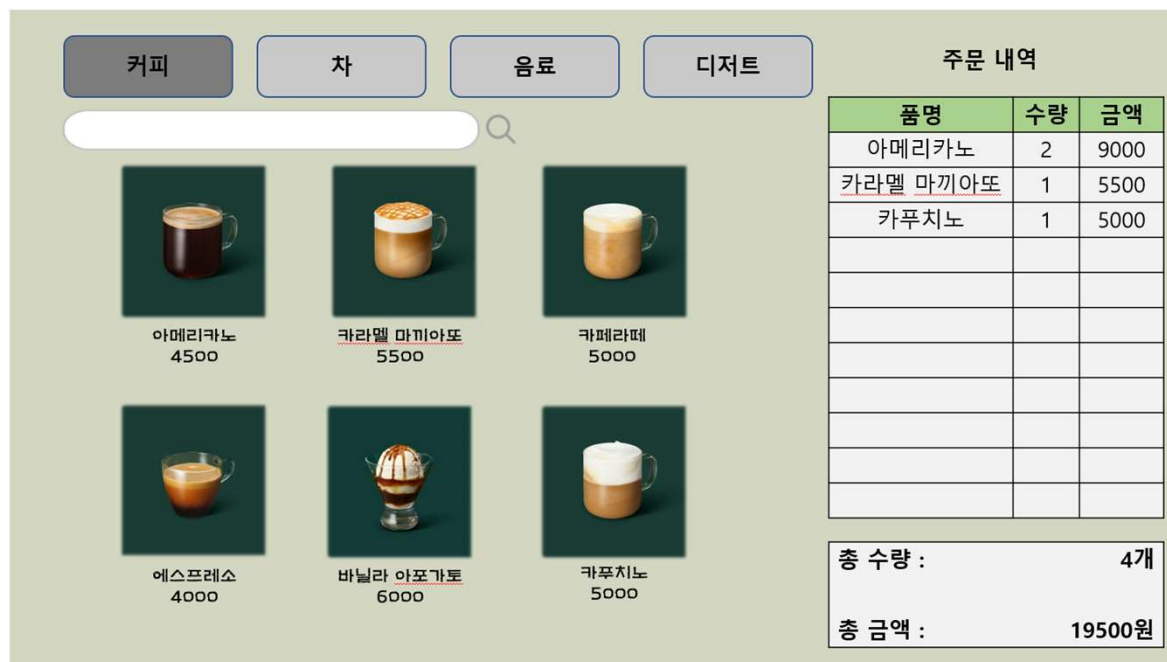 커피 차 음료 디저트
아메리카노
4500
카라멜 마끼아또
5500
카페라떼
5000
에스프레소
4000
바닐라 아포가토
6000
카푸치노
5000
주문 내역
품명 수량 금액
아메리카노 2 9000
카라멜 마끼아또 1 5500
카푸치노 1 5000
총 수량 : 4개
총 금액 : 19500원